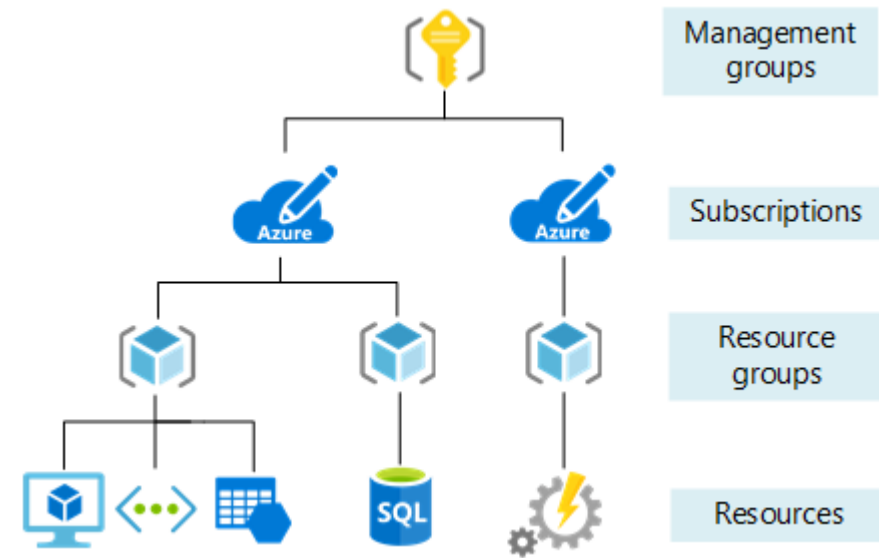 Management
groups
Azure
Azure
Subscriptions
Resource
groups
SQL
Resources